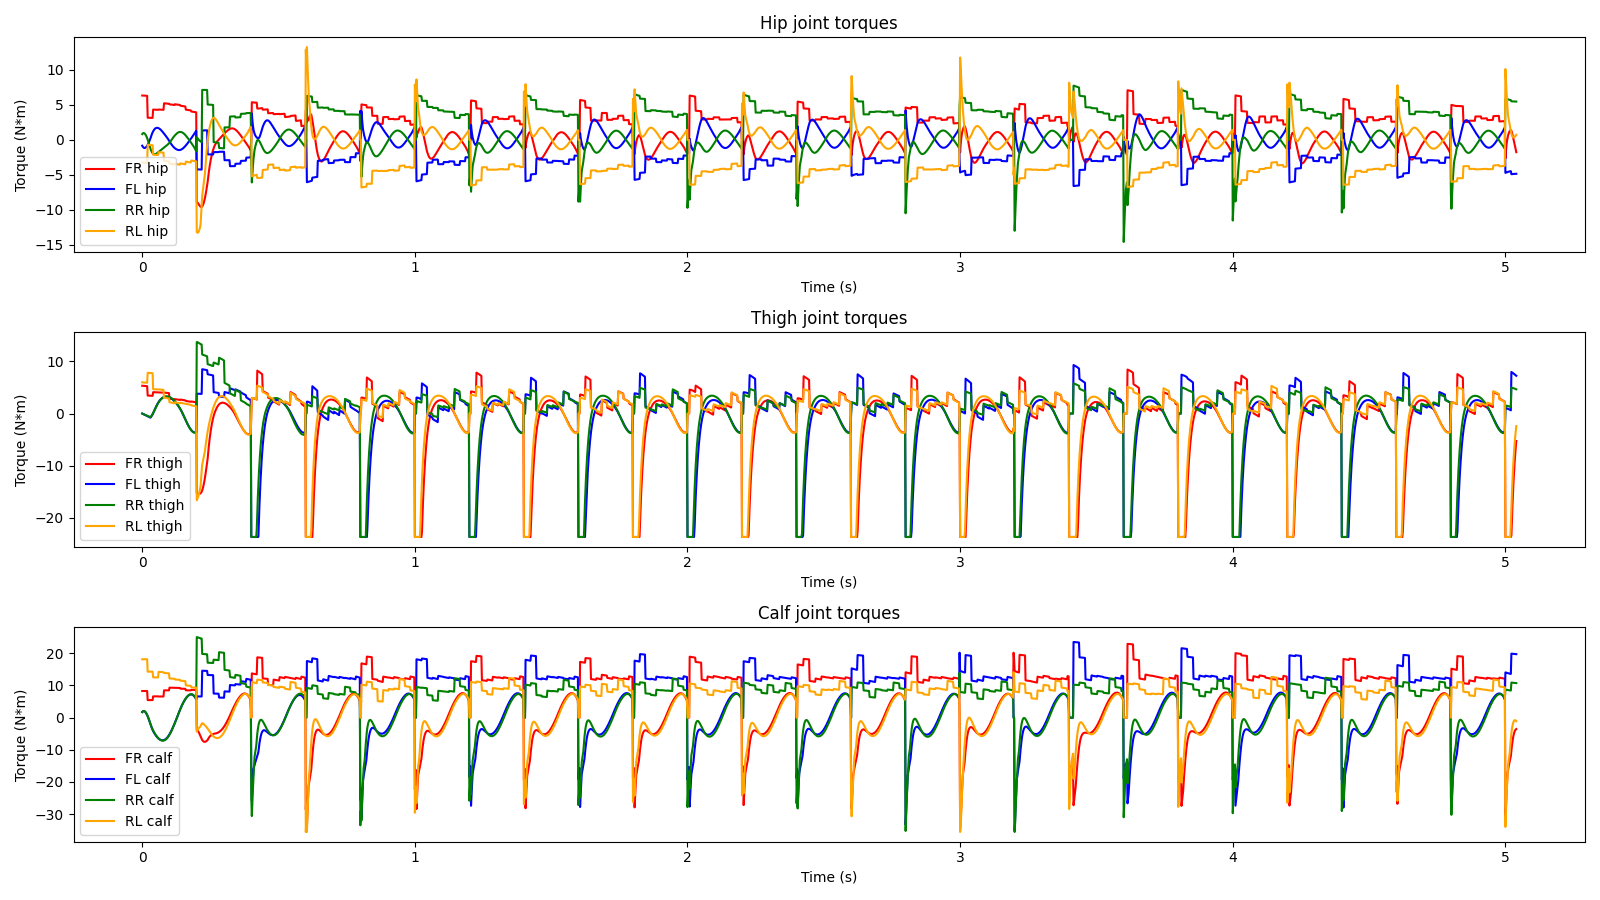 Hip joint torques
Torque (N*m)
10
5
0
−5
−10
−15
FR hip
FL hip
RR hip
RL hip
0
1
2
3
4
5
Time (s)
Thigh joint torques
Torque (N*m)
10
0
−10
−20
FR thigh
FL thigh
RR thigh
RL thigh
0
1
2
3
4
5
Time (s)
Calf joint torques
Torque (N*m)
20
10
0
−10
−20
−30
FR calf
FL calf
RR calf
RL calf
0
1
2
3
4
5
Time (s)